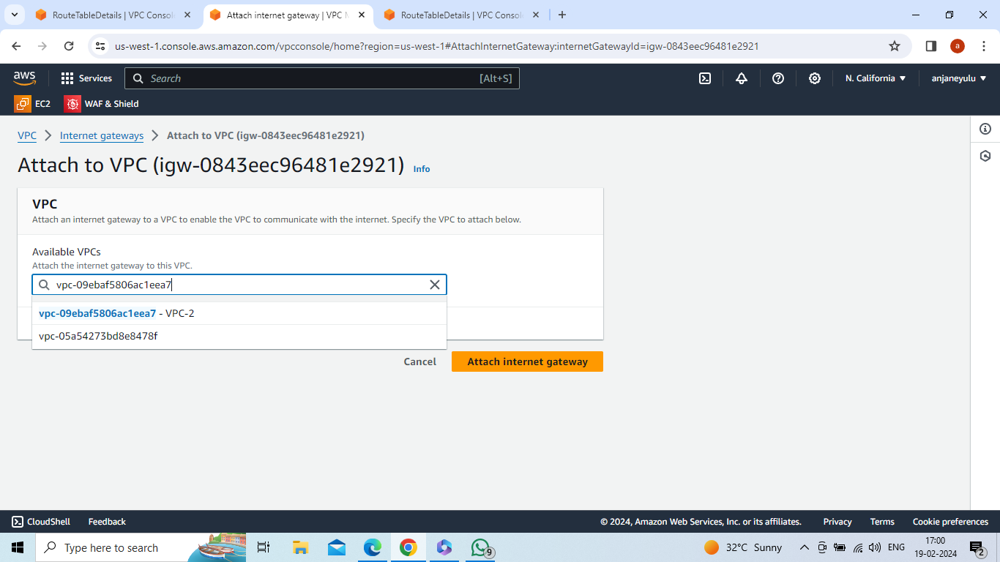 RouteTableDetails | VPC Consol
Attach internet gateway | VPC M
RouteTableDetails | VPC Consol
us-west-1.console.aws.amazon.com/vpcconsole/home?region=us-west-1#AttachInternetGateway:internetGatewayId=igw-0843eec96481e2921
a
aws
Services
Search
[Alt+S]
N. California
anjaneyulu
EC2
WAF & Shield
VPC
Internet gateways
Attach to VPC (igw-0843eec96481e2921)
Attach to VPC (igw-0843eec96481e2921)
Info
VPC
Attach an internet gateway to a VPC to enable the VPC to communicate with the internet. Specify the VPC to attach below.
Available VPCs
Attach the internet gateway to this VPC.
vpc-09ebaf5806ac1eea7
vpc-09ebaf5806ac1eea7 - VPC-2
vpc-05a54273bd8e8478f
Cancel
Attach internet gateway
CloudShell
Feedback
© 2024, Amazon Web Services, Inc. or its affiliates.
Privacy
Terms
Cookie preferences
Type here to search
9
32°C Sunny
ENG
17:00
19-02-2024
2